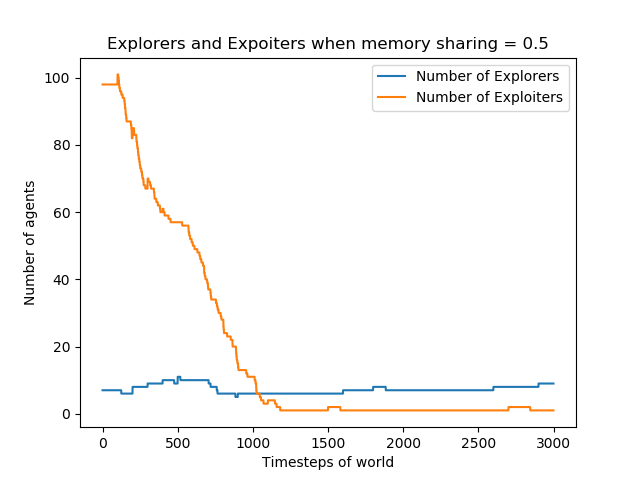 Explorers and Expoiters when memory sharing = 0.5
Number of Explorers
Number of Exploiters
Number of agents
100
80
60
40
20
0
0 500 1000 1500 2000 2500 3000
Timesteps of world